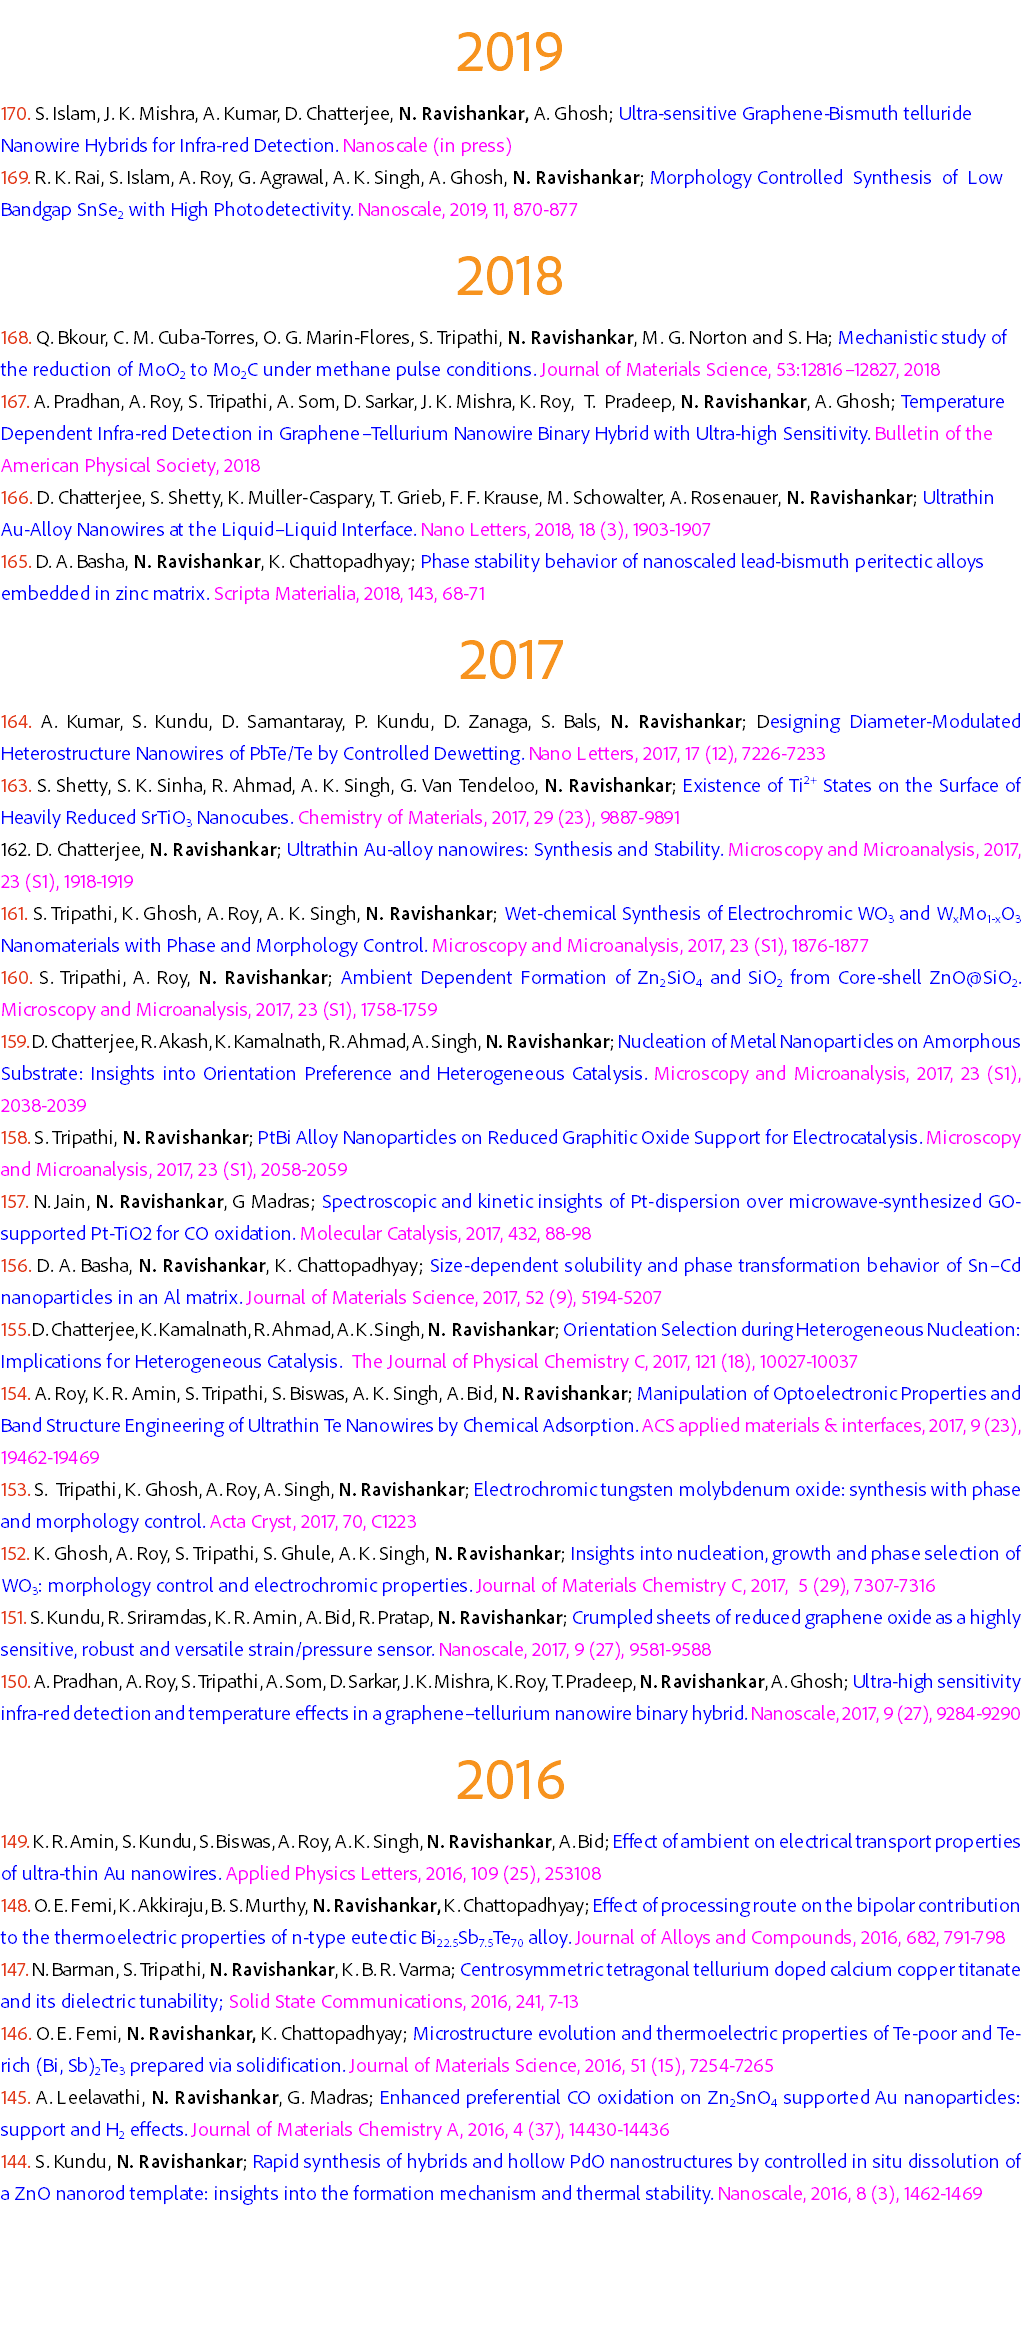 2019
170. S. Islam, J. K. Mishra, A. Kumar, D. Chatterjee, N. Ravishankar, A. Ghosh; Ultra-sensitive Graphene-Bismuth telluride
Nanowire Hybrids for Infra-red Detection. Nanoscale (in press)
169. R. K. Rai, S. Islam, A. Roy, G. Agrawal, A. K. Singh, A. Ghosh, N. Ravishankar; Morphology Controlled Synthesis of Low
Bandgap SnSe₂ with High Photodetectivity. Nanoscale, 2019, 11, 870-877
2018
168. Q. Bkour, C. M. Cuba-Torres, O. G. Marin-Flores, S. Tripathi, N. Ravishankar, M. G. Norton and S. Ha; Mechanistic study of
the reduction of MoO₂ to Mo₂C under methane pulse conditions. Journal of Materials Science, 53:12816–12827, 2018
167. A. Pradhan, A. Roy, S. Tripathi, A. Som, D. Sarkar, J. K. Mishra, K. Roy, T. Pradeep, N. Ravishankar, A. Ghosh; Temperature
Dependent Infra-red Detection in Graphene–Tellurium Nanowire Binary Hybrid with Ultra-high Sensitivity. Bulletin of the
American Physical Society, 2018
166. D. Chatterjee, S. Shetty, K. Müller-Caspary, T. Grieb, F. F. Krause, M. Schowalter, A. Rosenauer, N. Ravishankar; Ultrathin
Au-Alloy Nanowires at the Liquid–Liquid Interface. Nano Letters, 2018, 18 (3), 1903-1907
165. D. A. Basha, N. Ravishankar, K. Chattopadhyay; Phase stability behavior of nanoscaled lead-bismuth peritectic alloys
embedded in zinc matrix. Scripta Materialia, 2018, 143, 68-71
2017
164. A. Kumar, S. Kundu, D. Samantaray, P. Kundu, D. Zanaga, S. Bals, N. Ravishankar; Designing Diameter-Modulated
Heterostructure Nanowires of PbTe/Te by Controlled Dewetting. Nano Letters, 2017, 17 (12), 7226-7233
163. S. Shetty, S. K. Sinha, R. Ahmad, A. K. Singh, G. Van Tendeloo, N. Ravishankar; Existence of Ti²⁺ States on the Surface of
Heavily Reduced SrTiO₃ Nanocubes. Chemistry of Materials, 2017, 29 (23), 9887-9891
162. D. Chatterjee, N. Ravishankar; Ultrathin Au-alloy nanowires: Synthesis and Stability. Microscopy and Microanalysis, 2017,
23 (S1), 1918-1919
161. S. Tripathi, K. Ghosh, A. Roy, A. K. Singh, N. Ravishankar; Wet-chemical Synthesis of Electrochromic WO₃ and WₓMo₁₋ₓO₃
Nanomaterials with Phase and Morphology Control. Microscopy and Microanalysis, 2017, 23 (S1), 1876-1877
160. S. Tripathi, A. Roy, N. Ravishankar; Ambient Dependent Formation of Zn₂SiO₄ and SiO₂ from Core-shell ZnO@SiO₂.
Microscopy and Microanalysis, 2017, 23 (S1), 1758-1759
159. D. Chatterjee, R. Akash, K. Kamalnath, R. Ahmad, A. Singh, N. Ravishankar; Nucleation of Metal Nanoparticles on Amorphous
Substrate: Insights into Orientation Preference and Heterogeneous Catalysis. Microscopy and Microanalysis, 2017, 23 (S1),
2038-2039
158. S. Tripathi, N. Ravishankar; PtBi Alloy Nanoparticles on Reduced Graphitic Oxide Support for Electrocatalysis. Microscopy
and Microanalysis, 2017, 23 (S1), 2058-2059
157. N. Jain, N. Ravishankar, G Madras; Spectroscopic and kinetic insights of Pt-dispersion over microwave-synthesized GO-
supported Pt-TiO2 for CO oxidation. Molecular Catalysis, 2017, 432, 88-98
156. D. A. Basha, N. Ravishankar, K. Chattopadhyay; Size-dependent solubility and phase transformation behavior of Sn–Cd
nanoparticles in an Al matrix. Journal of Materials Science, 2017, 52 (9), 5194-5207
155. D. Chatterjee, K. Kamalnath, R. Ahmad, A. K. Singh, N. Ravishankar; Orientation Selection during Heterogeneous Nucleation:
Implications for Heterogeneous Catalysis. The Journal of Physical Chemistry C, 2017, 121 (18), 10027-10037
154. A. Roy, K. R. Amin, S. Tripathi, S. Biswas, A. K. Singh, A. Bid, N. Ravishankar; Manipulation of Optoelectronic Properties and
Band Structure Engineering of Ultrathin Te Nanowires by Chemical Adsorption. ACS applied materials & interfaces, 2017, 9 (23),
19462-19469
153. S. Tripathi, K. Ghosh, A. Roy, A. Singh, N. Ravishankar; Electrochromic tungsten molybdenum oxide: synthesis with phase
and morphology control. Acta Cryst, 2017, 70, C1223
152. K. Ghosh, A. Roy, S. Tripathi, S. Ghule, A. K. Singh, N. Ravishankar; Insights into nucleation, growth and phase selection of
WO₃: morphology control and electrochromic properties. Journal of Materials Chemistry C, 2017, 5 (29), 7307-7316
151. S. Kundu, R. Sriramdas, K. R. Amin, A. Bid, R. Pratap, N. Ravishankar; Crumpled sheets of reduced graphene oxide as a highly
sensitive, robust and versatile strain/pressure sensor. Nanoscale, 2017, 9 (27), 9581-9588
150. A. Pradhan, A. Roy, S. Tripathi, A. Som, D. Sarkar, J. K. Mishra, K. Roy, T. Pradeep, N. Ravishankar, A. Ghosh; Ultra-high sensitivity
infra-red detection and temperature effects in a graphene–tellurium nanowire binary hybrid. Nanoscale, 2017, 9 (27), 9284-9290
2016
149. K. R. Amin, S. Kundu, S. Biswas, A. Roy, A. K. Singh, N. Ravishankar, A. Bid; Effect of ambient on electrical transport properties
of ultra-thin Au nanowires. Applied Physics Letters, 2016, 109 (25), 253108
148. O. E. Femi, K. Akkiraju, B. S. Murthy, N. Ravishankar, K. Chattopadhyay; Effect of processing route on the bipolar contribution
to the thermoelectric properties of n-type eutectic Bi₂₂.₅Sb₇.₅Te₇₀ alloy. Journal of Alloys and Compounds, 2016, 682, 791-798
147. N. Barman, S. Tripathi, N. Ravishankar, K. B. R. Varma; Centrosymmetric tetragonal tellurium doped calcium copper titanate
and its dielectric tunability; Solid State Communications, 2016, 241, 7-13
146. O. E. Femi, N. Ravishankar, K. Chattopadhyay; Microstructure evolution and thermoelectric properties of Te-poor and Te-
rich (Bi, Sb)₂Te₃ prepared via solidification. Journal of Materials Science, 2016, 51 (15), 7254-7265
145. A. Leelavathi, N. Ravishankar, G. Madras; Enhanced preferential CO oxidation on Zn₂SnO₄ supported Au nanoparticles:
support and H₂ effects. Journal of Materials Chemistry A, 2016, 4 (37), 14430-14436
144. S. Kundu, N. Ravishankar; Rapid synthesis of hybrids and hollow PdO nanostructures by controlled in situ dissolution of
a ZnO nanorod template: insights into the formation mechanism and thermal stability. Nanoscale, 2016, 8 (3), 1462-1469